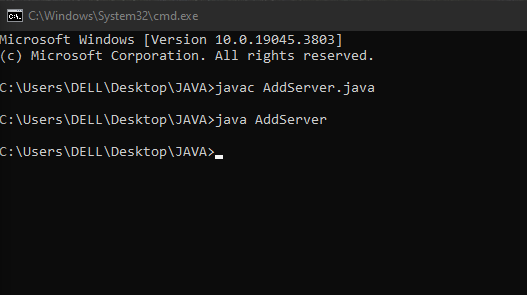 C:\Windows\System32\cmd.exe
Microsoft Windows [Version 10.0.19045.3803]
(c) Microsoft Corporation. All rights reserved.
C:\Users\DELL\Desktop\JAVA>javac AddServer.java
C:\Users\DELL\Desktop\JAVA>java AddServer
C:\Users\DELL\Desktop\JAVA>